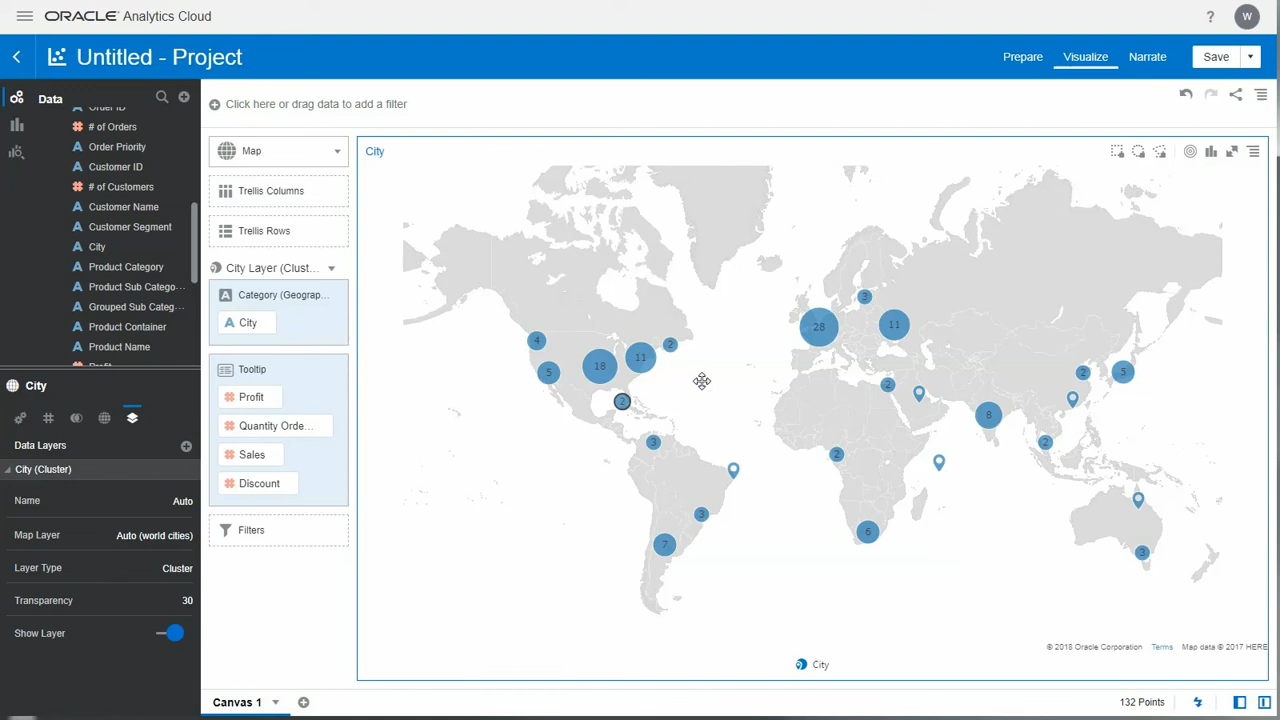 ORACLE Analytics Cloud
?
W
Untitled - Project
Prepare
Visualize
Narrate
Save
Data
Order ID
# of Orders
Order Priority
Customer ID
# of Customers
Customer Name
Customer Segment
City
Product Category
Product Sub Catego...
Grouped Sub Categ...
Product Container
Product Name
Profit
City
Data Layers
City (Cluster)
Name Auto
Map Layer Auto (world cities)
Layer Type Cluster
Transparency 30
Show Layer
Click here or drag data to add a filter
Map
Trellis Columns
Trellis Rows
City Layer (Clust...
A Category (Geograp...
A City
Tooltip
Profit
Quantity Orde...
Sales
Discount
Filters
City
3
28
11
4
2
11
18
5
2
2
2
5
8
3
2
2
3
6
7
3
© 2018 Oracle Corporation Terms Map data © 2017 HERE
City
Canvas 1
132 Points